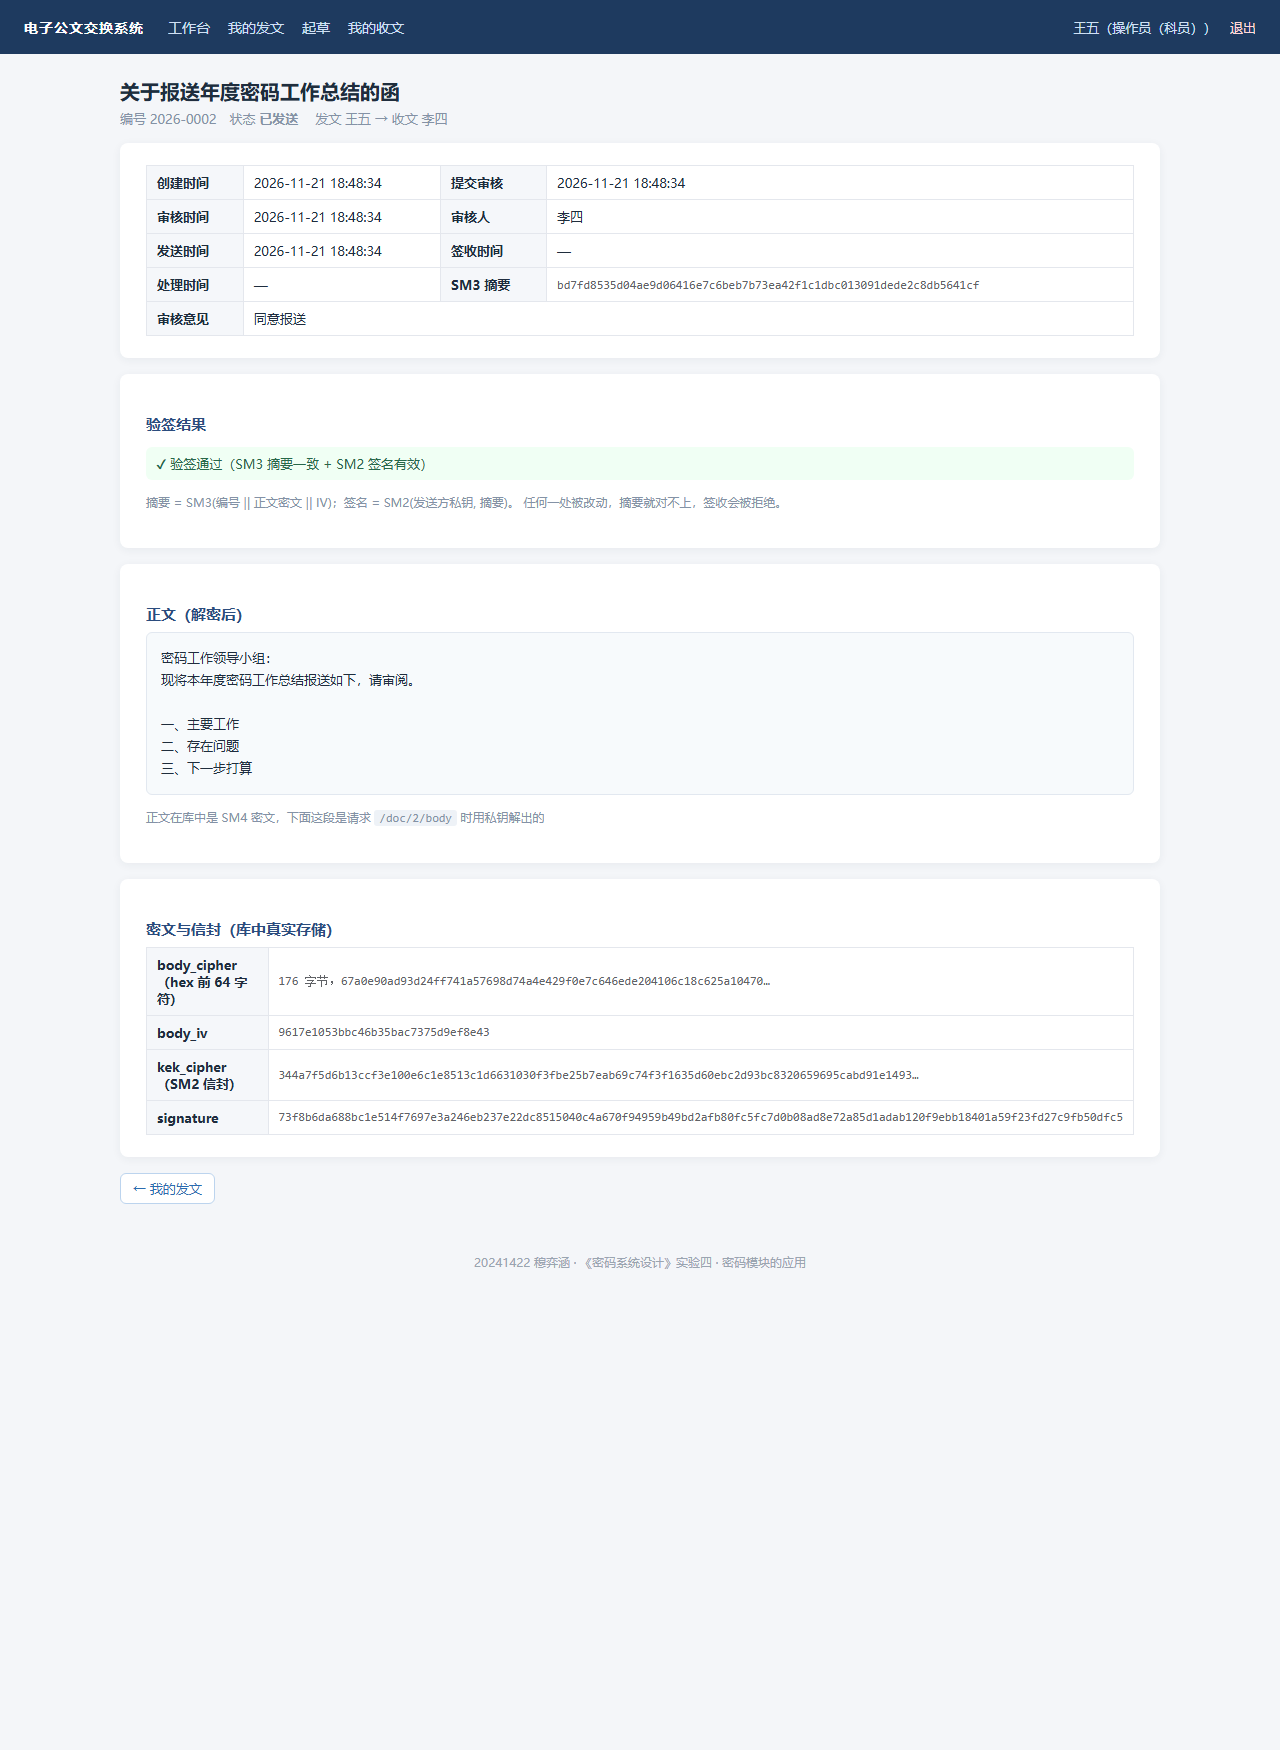 电子公文交换系统 工作台 我的发文 起草 我的收文 王五（操作员（科员）） 退出
关于报送年度密码工作总结的函
编号 2026-0002 状态 已发送 发文 王五 → 收文 李四
创建时间 2026-11-21 18:48:34 提交审核 2026-11-21 18:48:34
审核时间 2026-11-21 18:48:34 审核人 李四
发送时间 2026-11-21 18:48:34 签收时间 —
处理时间 — SM3 摘要 bd7fd8535d04ae9d06416e7c6beb7b73ea42f1c1dbc013091dede2c8db5641cf
审核意见 同意报送
验签结果
✓ 验签通过（SM3 摘要一致 + SM2 签名有效）
摘要 = SM3(编号 || 正文密文 || IV)；签名 = SM2(发送方私钥, 摘要)。 任何一处被改动，摘要就对不上，签收会被拒绝。
正文（解密后）
密码工作领导小组：
现将本年度密码工作总结报送如下，请审阅。
一、主要工作
二、存在问题
三、下一步打算
正文在库中是 SM4 密文，下面这段是请求 /doc/2/body 时用私钥解出的
密文与信封（库中真实存储）
body_cipher
（hex 前 64 字
符） 176 字节，67a0e90ad93d24ff741a57698d74a4e429f0e7c646ede204106c18c625a10470…
body_iv 9617e1053bbc46b35bac7375d9ef8e43
kek_cipher
（SM2 信封） 344a7f5d6b13ccf3e100e6c1e8513c1d6631030f3fbe25b7eab69c74f3f1635d60ebc2d93bc8320659695cabd91e1493…
signature 73f8b6da688bc1e514f7697e3a246eb237e22dc8515040c4a670f94959b49bd2afb80fc5fc7d0b08ad8e72a85d1adab120f9ebb18401a59f23fd27c9fb50dfc5
← 我的发文
20241422 穆弈涵 · 《密码系统设计》实验四 · 密码模块的应用